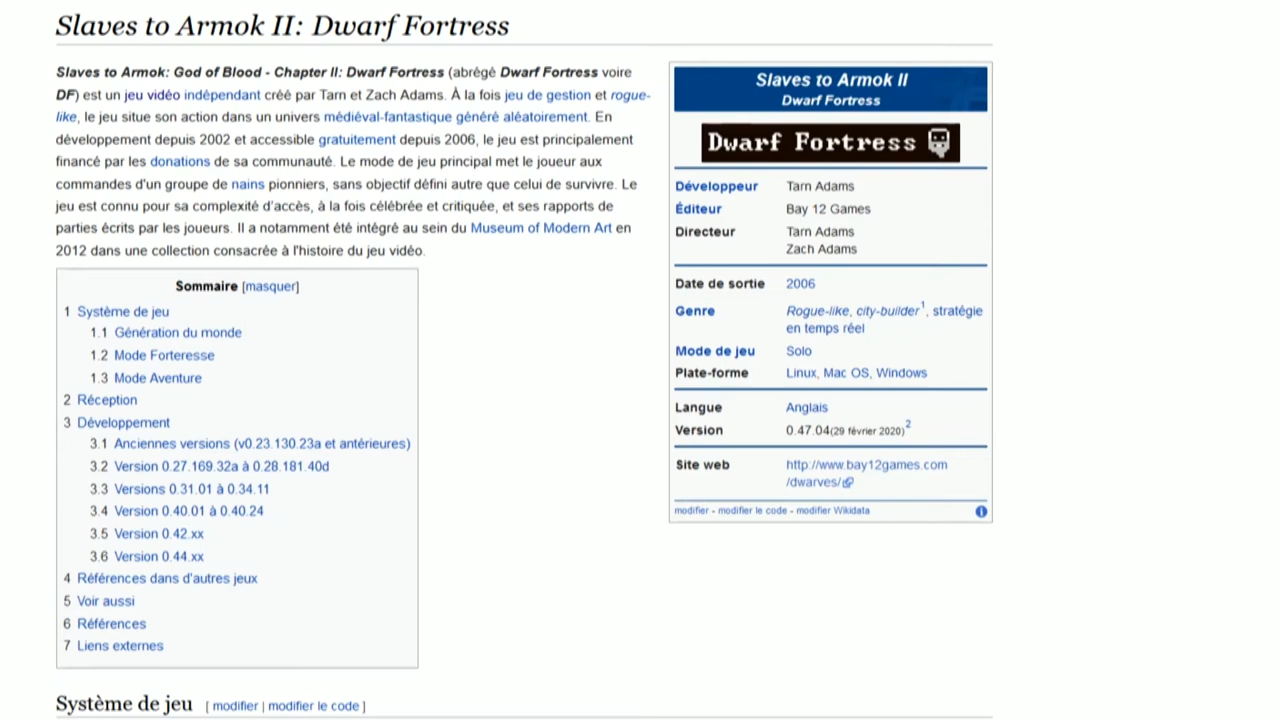 Slaves to Armok II: Dwarf Fortress
Slaves to Armok: God of Blood - Chapter II: Dwarf Fortress (abrégé Dwarf Fortress voire
DF) est un jeu vidéo indépendant créé par Tarn et Zach Adams. À la fois jeu de gestion et rogue-
like, le jeu situe son action dans un univers médiéval-fantastique généré aléatoirement. En
développement depuis 2002 et accessible gratuitement depuis 2006, le jeu est principalement
financé par les donations de sa communauté. Le mode de jeu principal met le joueur aux
commandes d'un groupe de nains pionniers, sans objectif défini autre que celui de survivre. Le
jeu est connu pour sa complexité d'accès, à la fois célébrée et critiquée, et ses rapports de
parties écrits par les joueurs. Il a notamment été intégré au sein du Museum of Modern Art en
2012 dans une collection consacrée à l'histoire du jeu vidéo.
Sommaire [masquer]
1 Système de jeu
1.1 Génération du monde
1.2 Mode Forteresse
1.3 Mode Aventure
2 Réception
3 Développement
3.1 Anciennes versions (v0.23.130.23a et antérieures)
3.2 Version 0.27.169.32a à 0.28.181.40d
3.3 Versions 0.31.01 à 0.34.11
3.4 Version 0.40.01 à 0.40.24
3.5 Version 0.42.xx
3.6 Version 0.44.xx
4 Références dans d'autres jeux
5 Voir aussi
6 Références
7 Liens externes
Slaves to Armok II
Dwarf Fortress
Dwarf Fortress
Développeur Tarn Adams
Éditeur Bay 12 Games
Directeur Tarn Adams
Zach Adams
Date de sortie 2006
Genre Rogue-like, city-builder1, stratégie
en temps réel
Mode de jeu Solo
Plate-forme Linux, Mac OS, Windows
Langue Anglais
Version 0.47.04(29 février 2020)2
Site web http://www.bay12games.com
/dwarves/
modifier - modifier le code - modifier Wikidata
Système de jeu [ modifier | modifier le code ]